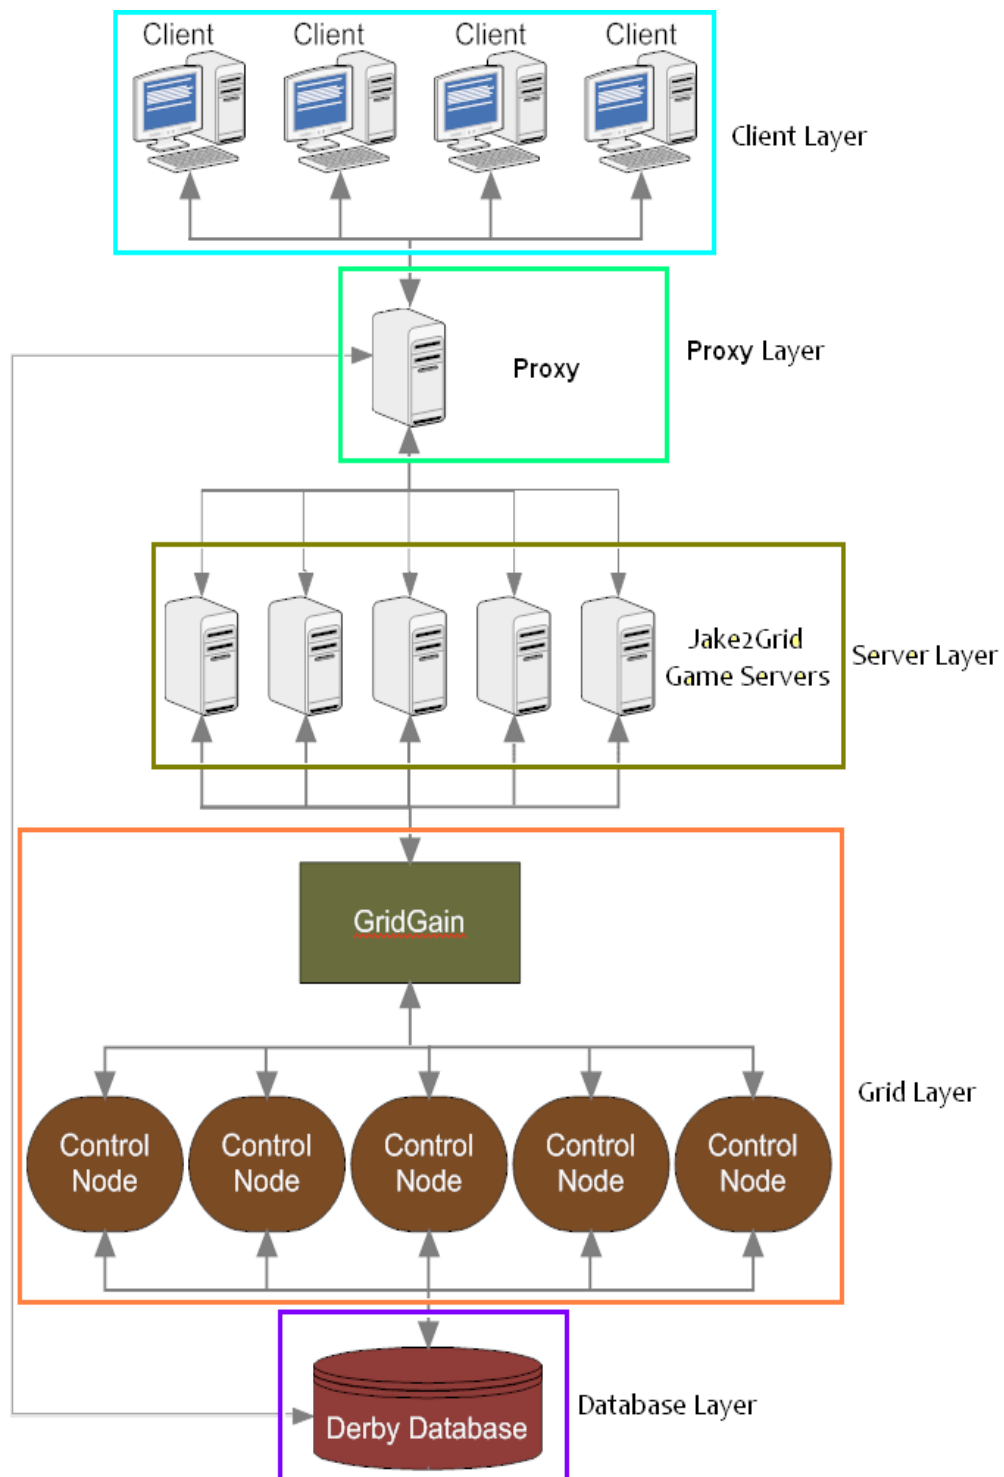 Client Client Client Client
Client Layer
Proxy
Proxy Layer
Jake2Grid
Game Servers
Server Layer
GridGain
Control
Node
Control
Node
Control
Node
Control
Node
Control
Node
Grid Layer
Derby Database
Database Layer